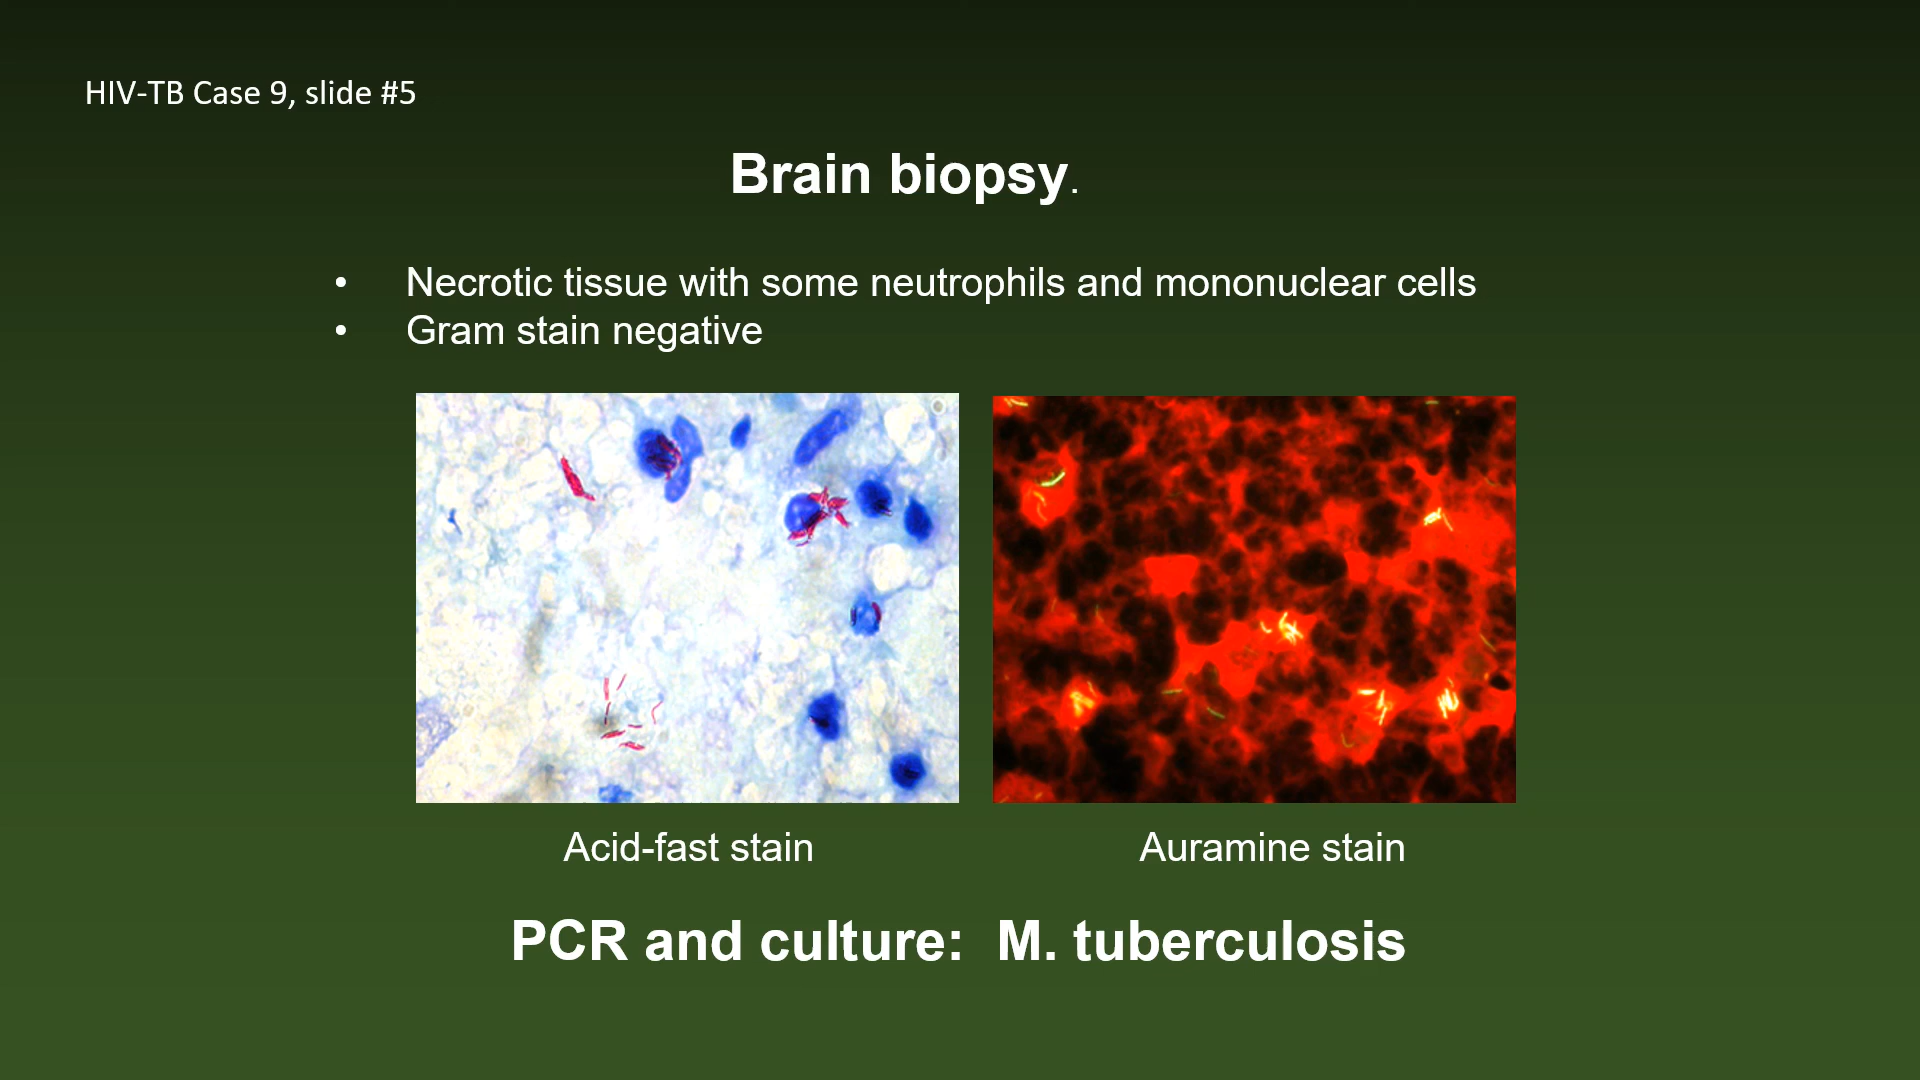 HIV-TB Case 9, slide #5
Brain biopsy.
• Necrotic tissue with some neutrophils and mononuclear cells
• Gram stain negative
Acid-fast stain
Auramine stain
PCR and culture: M. tuberculosis